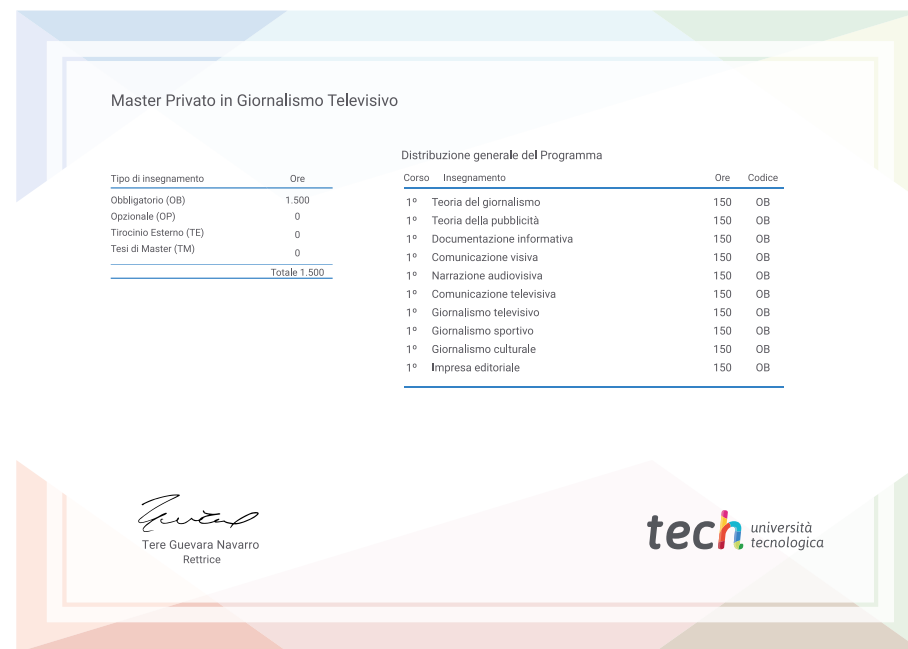 Master Privato in Giornalismo Televisivo
Tipo di insegnamento Ore
Obbligatorio (OB) 1.500
Opzionale (OP) 0
Tirocinio Esterno (TE) 0
Tesi di Master (TM) 0
Totale 1.500
Distribuzione generale del Programma
Corso Insegnamento Ore Codice
1º Teoria del giornalismo 150 OB
1º Teoria della pubblicità 150 OB
1º Documentazione informativa 150 OB
1º Comunicazione visiva 150 OB
1º Narrazione audiovisiva 150 OB
1º Comunicazione televisiva 150 OB
1º Giornalismo televisivo 150 OB
1º Giornalismo sportivo 150 OB
1º Giornalismo culturale 150 OB
1º Impresa editoriale 150 OB
Tere Guevara Navarro
Rettrice
tech università
tecnologica